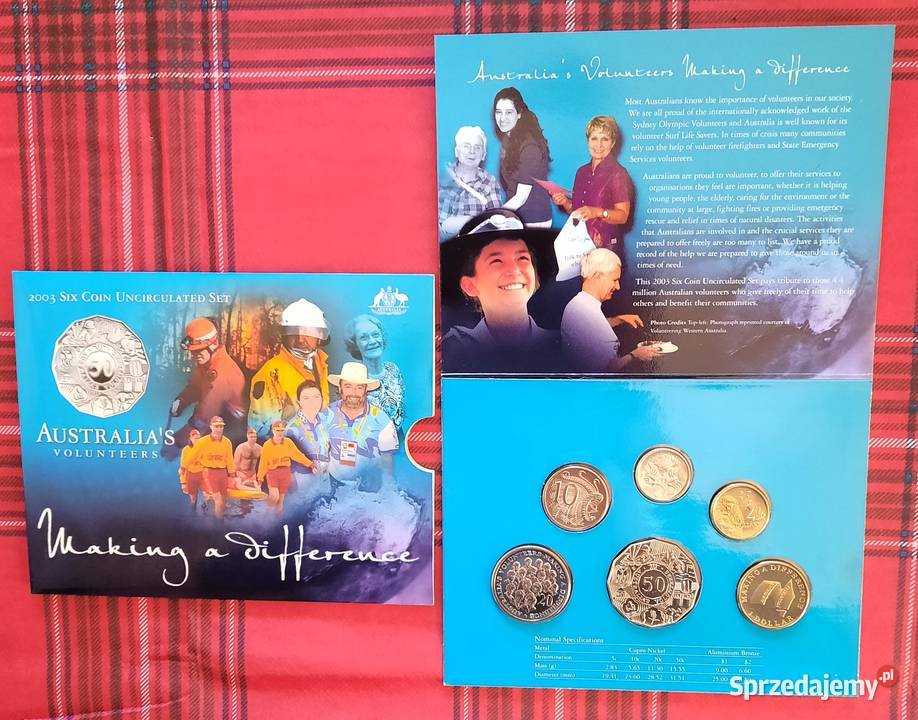 2003 SIX COIN UNCIRCULATED SET
AUSTRALIA
50
AUSTRALIA'S
VOLUNTEERS
Making a difference
Australia's Volunteers Making a difference
Most Australians know the importance of volunteers in our society.
We are all proud of the internationally acknowledged work of the
Sydney Olympic Volunteers and Australia is well known for its
volunteer Surf Life Savers. In times of crisis many communities
rely on the help of volunteer firefighters and State Emergency
Services volunteers.
Australians are proud to volunteer, to offer their services to
organisations they feel are important, whether it is helping
young people, the elderly, caring for the environment or the
community at large, fighting fires or providing emergency
rescue and relief in times of natural disasters. The activities
that Australians are involved in and the crucial services they are
prepared to offer freely are too many to list. We have a proud
record of the help we are prepared to give those around us in
times of need.
This 2003 Six Coin Uncirculated Set pays tribute to those 4.4
million Australian volunteers who give freely of their time to help
others and benefit their communities.
Photo Credits Top-left: Photograph reprinted courtesy of
Volunteering Western Australia.
10
20
50
MAKING A DIFFERENCE
1 DOLLAR
Nominal Specifications
Metal Cupro Nickel Aluminium Bronze
Denomination 5c 10c 20c 50c $1 $2
Mass (g) 2.83 5.65 11.30 15.55 9.00 6.60
Diameter (mm) 19.41 23.60 28.52 31.51 25.00
Sprzedajemy.pl